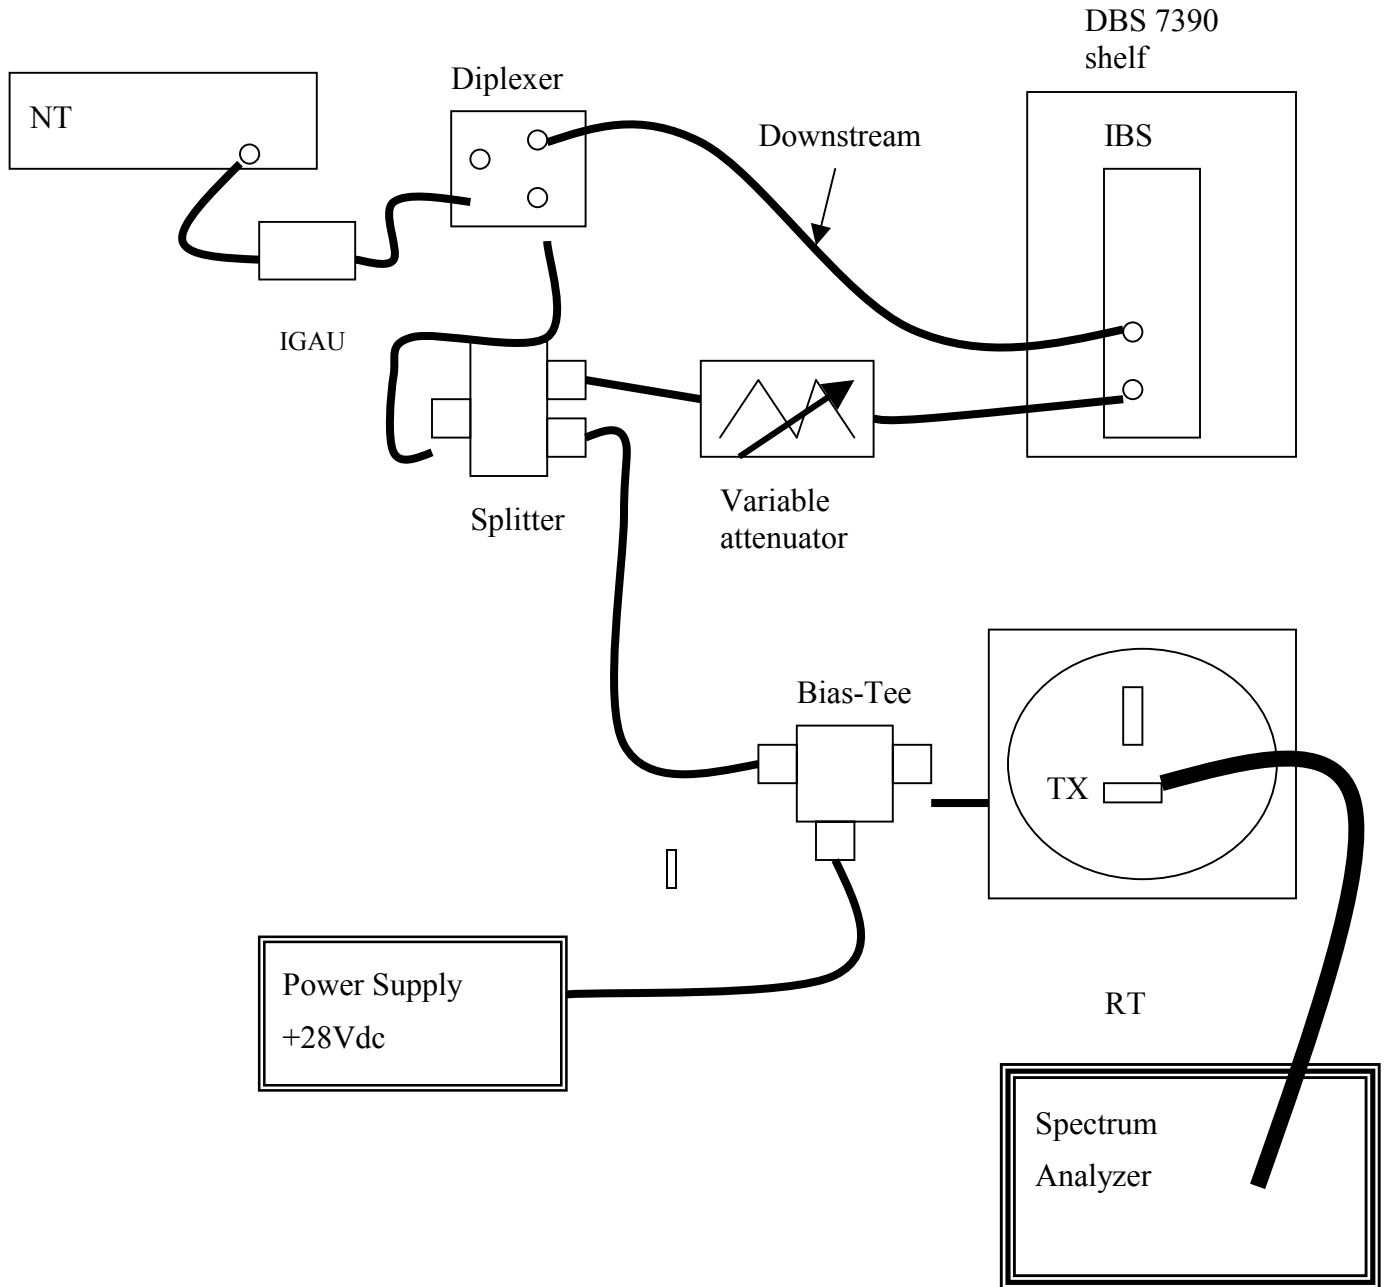 DBS 7390
shelf
Diplexer
NT
Downstream
IBS
IGAU
Variable
attenuator
Splitter
Bias-Tee
TX
Power Supply
+28Vdc
RT
Spectrum
Analyzer